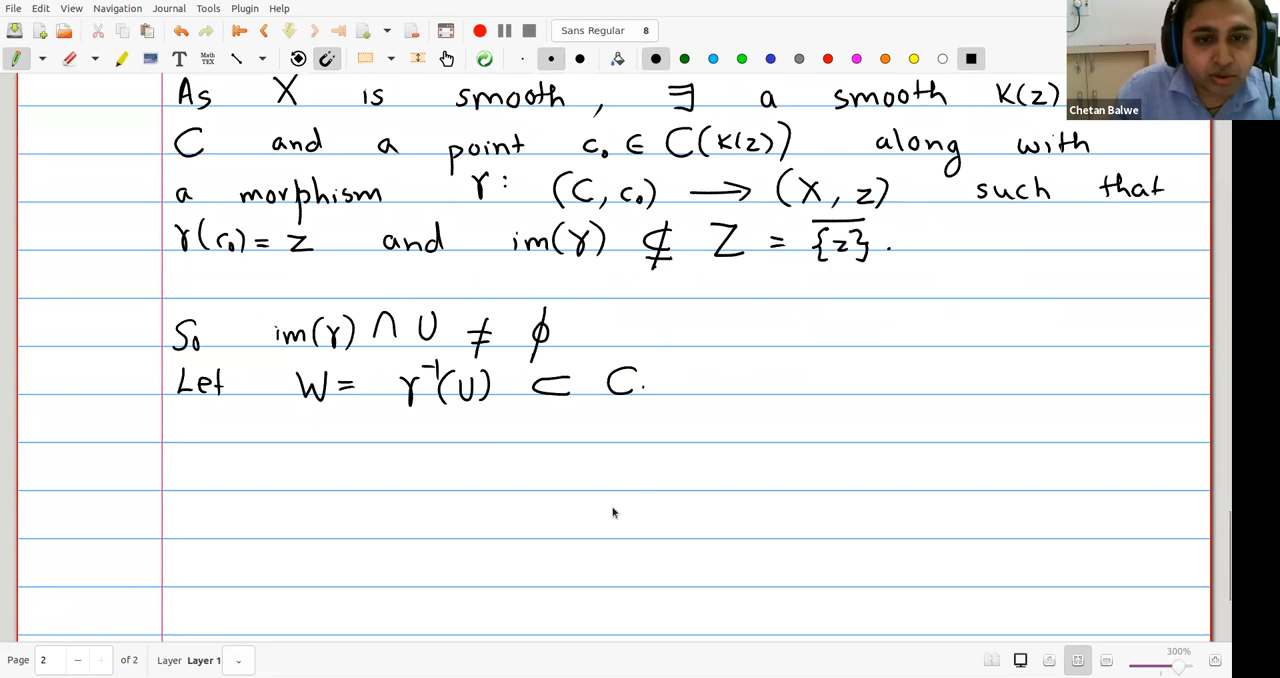 File Edit View Navigation Journal Tools Plugin Help
Sans Regular 8
Chetan Balwe
As X is smooth, ∃ a smooth K(z)
C and a point c₀ ∈ C(K(z)) along with
a morphism γ: (C, c₀) ⟶ (X, z) such that
γ(c₀) = z and im(γ) ⊈ Z = \overline{{z}}.
So im(γ) ∩ U ≠ ϕ
Let W = γ⁻¹(U) ⊂ C.
Page 2 of 2 Layer Layer 1 300%